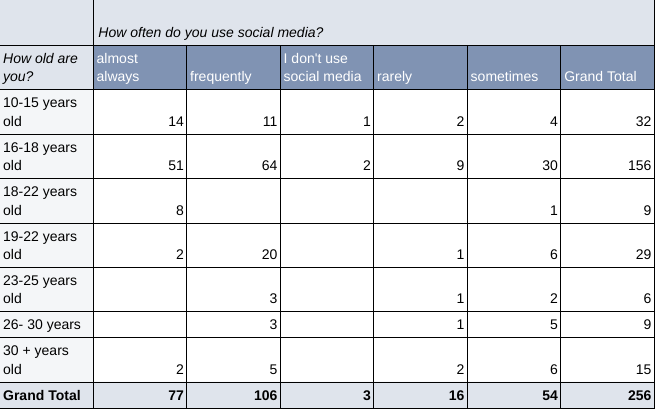 How often do you use social media?
How old are you? almost always frequently I don't use social media rarely sometimes Grand Total
10-15 years old 14 11 1 2 4 32
16-18 years old 51 64 2 9 30 156
18-22 years old 8 1 9
19-22 years old 2 20 1 6 29
23-25 years old 3 1 2 6
26- 30 years 3 1 5 9
30 + years old 2 5 2 6 15
Grand Total 77 106 3 16 54 256